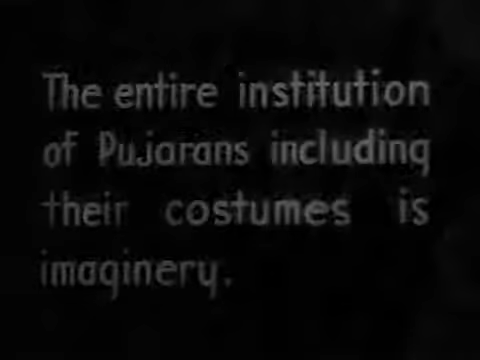 The entire institution
of Pujarans including
their costumes is
imaginery.